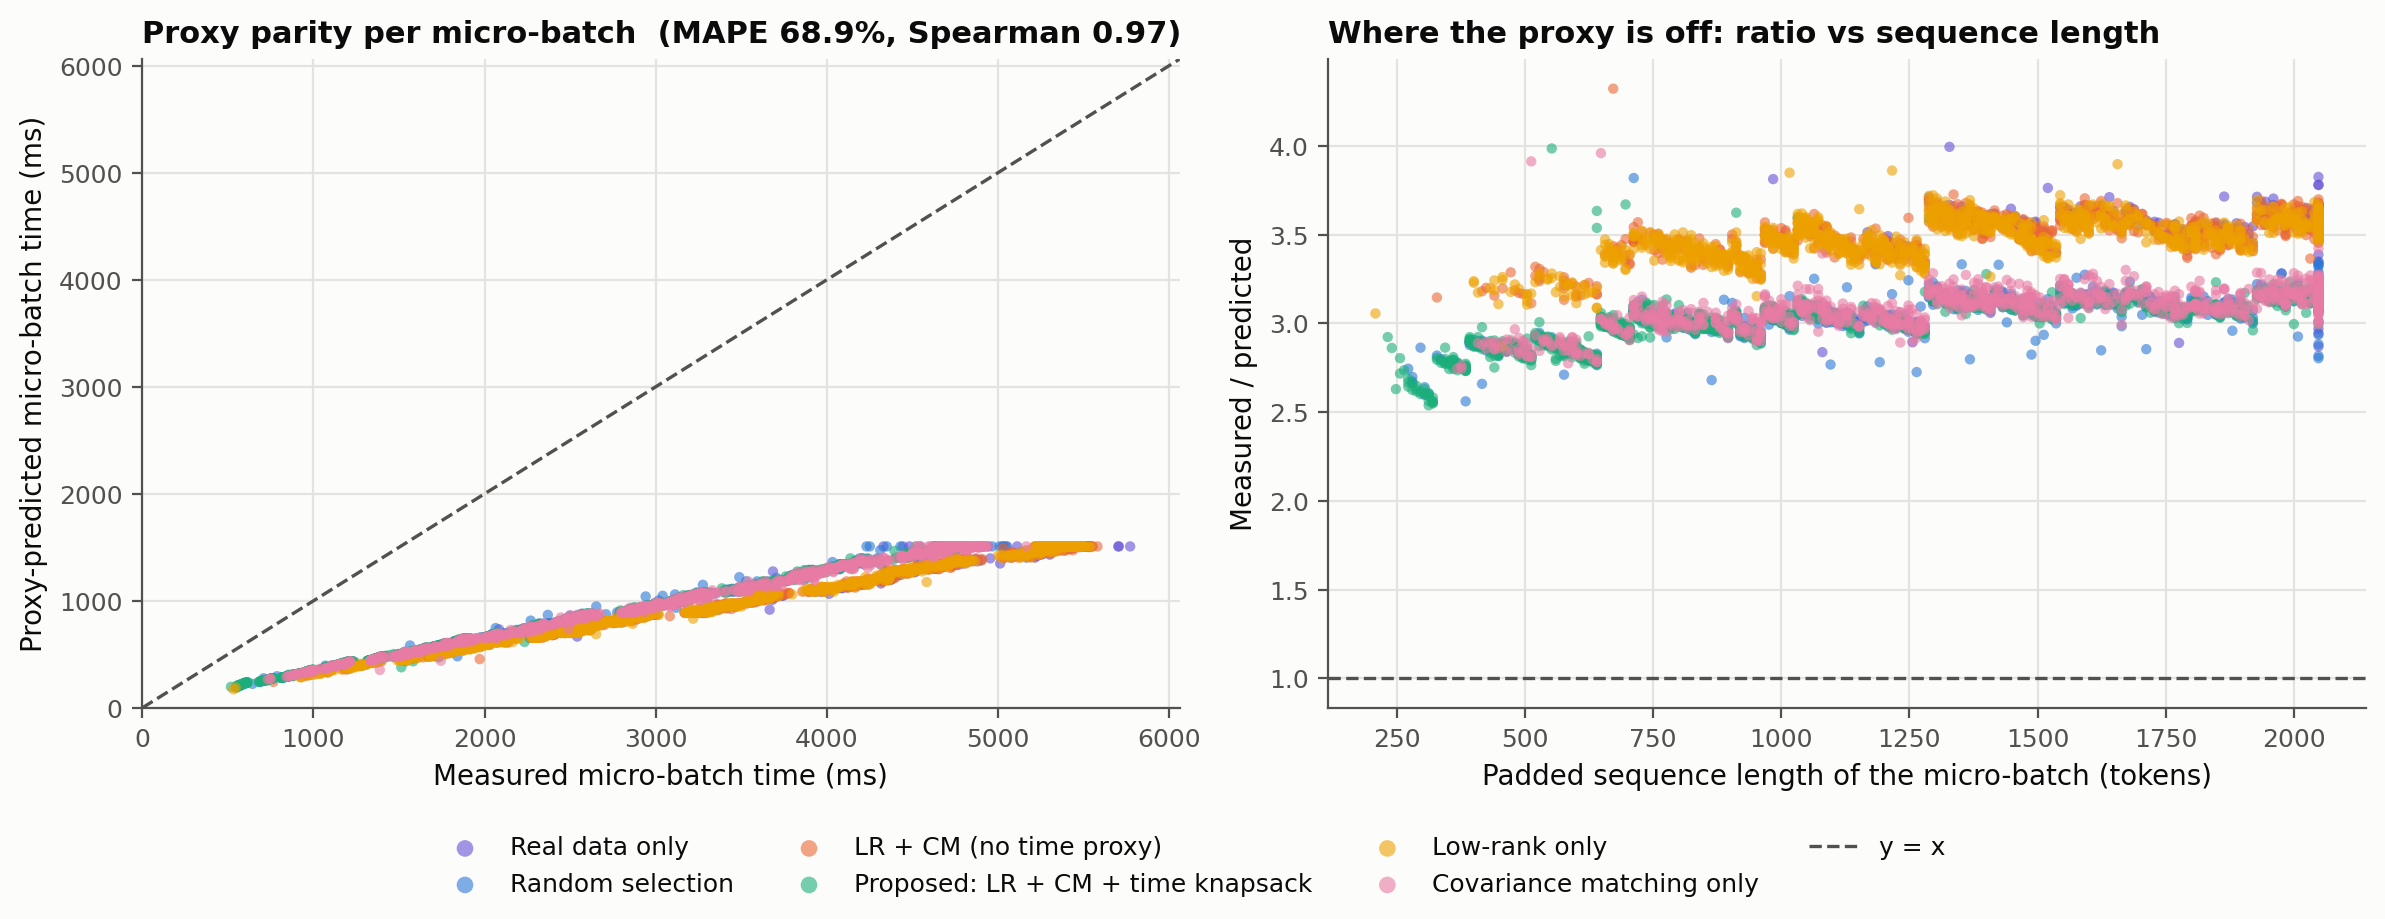 Proxy parity per micro-batch (MAPE 68.9%, Spearman 0.97)
Proxy-predicted micro-batch time (ms)
6000
5000
4000
3000
2000
1000
0
0 1000 2000 3000 4000 5000 6000
Measured micro-batch time (ms)
Where the proxy is off: ratio vs sequence length
Measured / predicted
4.0
3.5
3.0
2.5
2.0
1.5
1.0
250 500 750 1000 1250 1500 1750 2000
Padded sequence length of the micro-batch (tokens)
Real data only
Random selection
LR + CM (no time proxy)
Proposed: LR + CM + time knapsack
Low-rank only
Covariance matching only
y = x